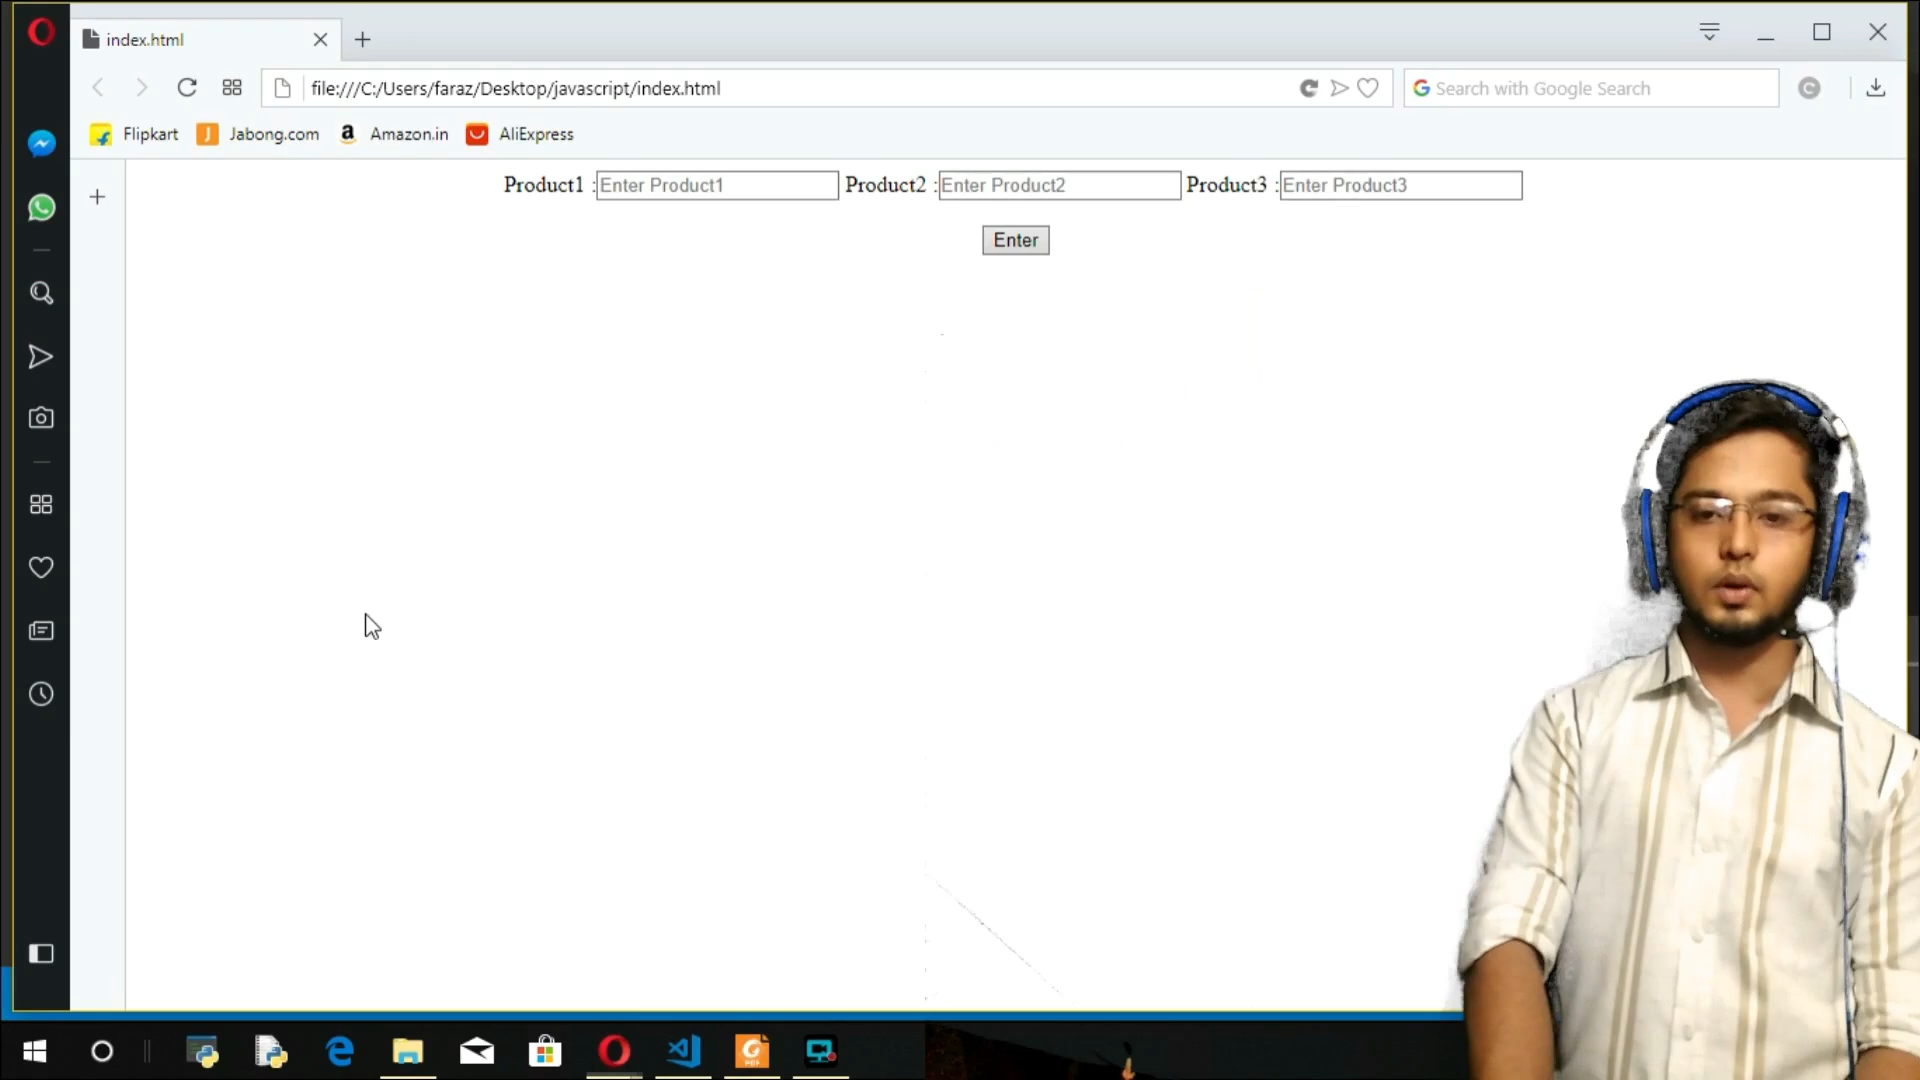 index.html
file:///C:/Users/faraz/Desktop/javascript/index.html
Search with Google Search
Flipkart Jabong.com Amazon.in AliExpress
Product1 : Enter Product1 Product2 : Enter Product2 Product3 : Enter Product3
Enter